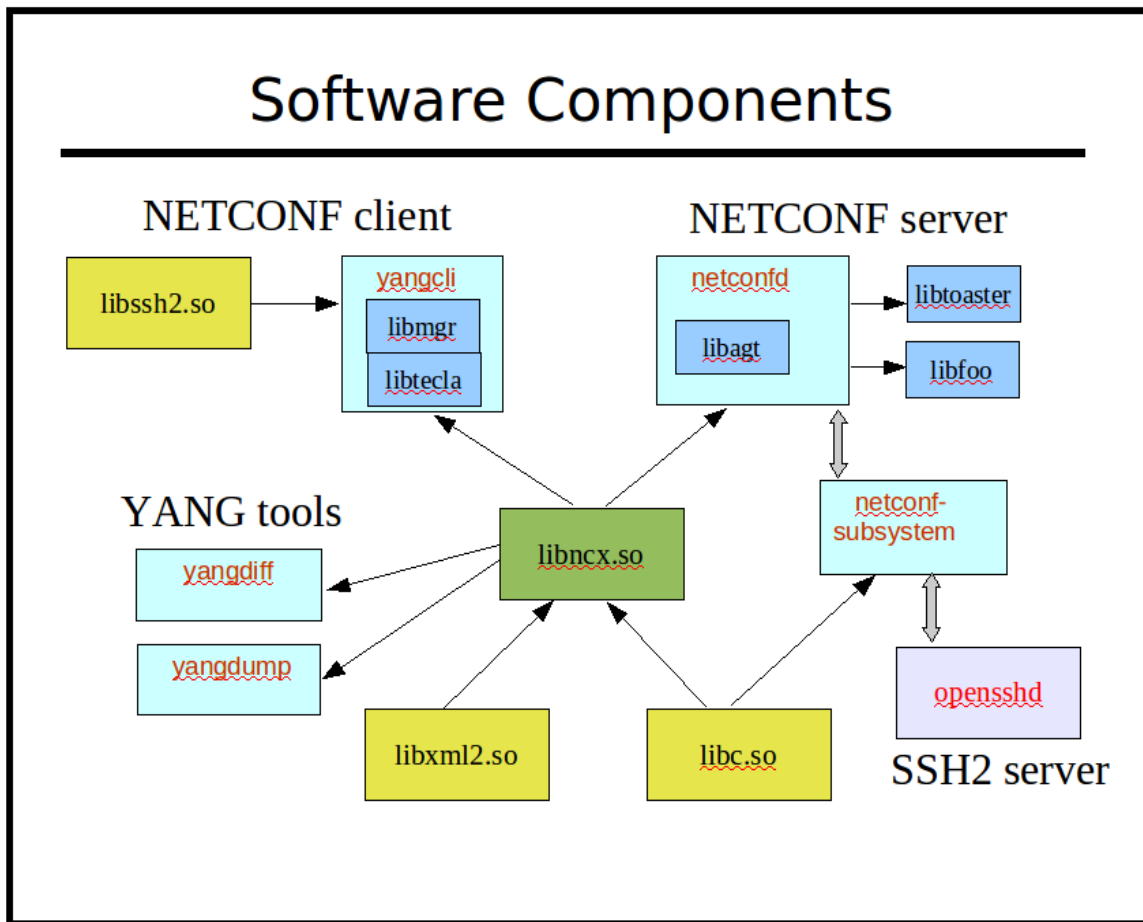 Software Components
NETCONF client
NETCONF server
libssh2.so
yangcli
libmgr
libtecla
netconfd
libagt
libtoaster
libfoo
YANG tools
yangdiff
yangdump
libncx.so
netconf-
subsystem
libxml2.so
libc.so
opensshd
SSH2 server